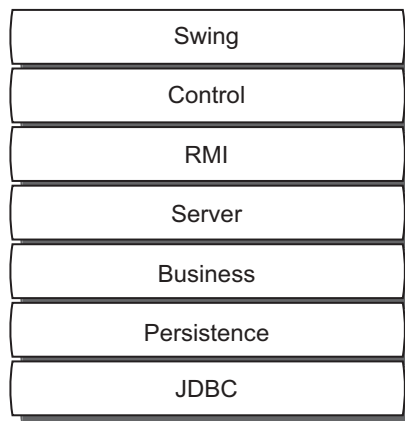 Swing
Control
RMI
Server
Business
Persistence
JDBC